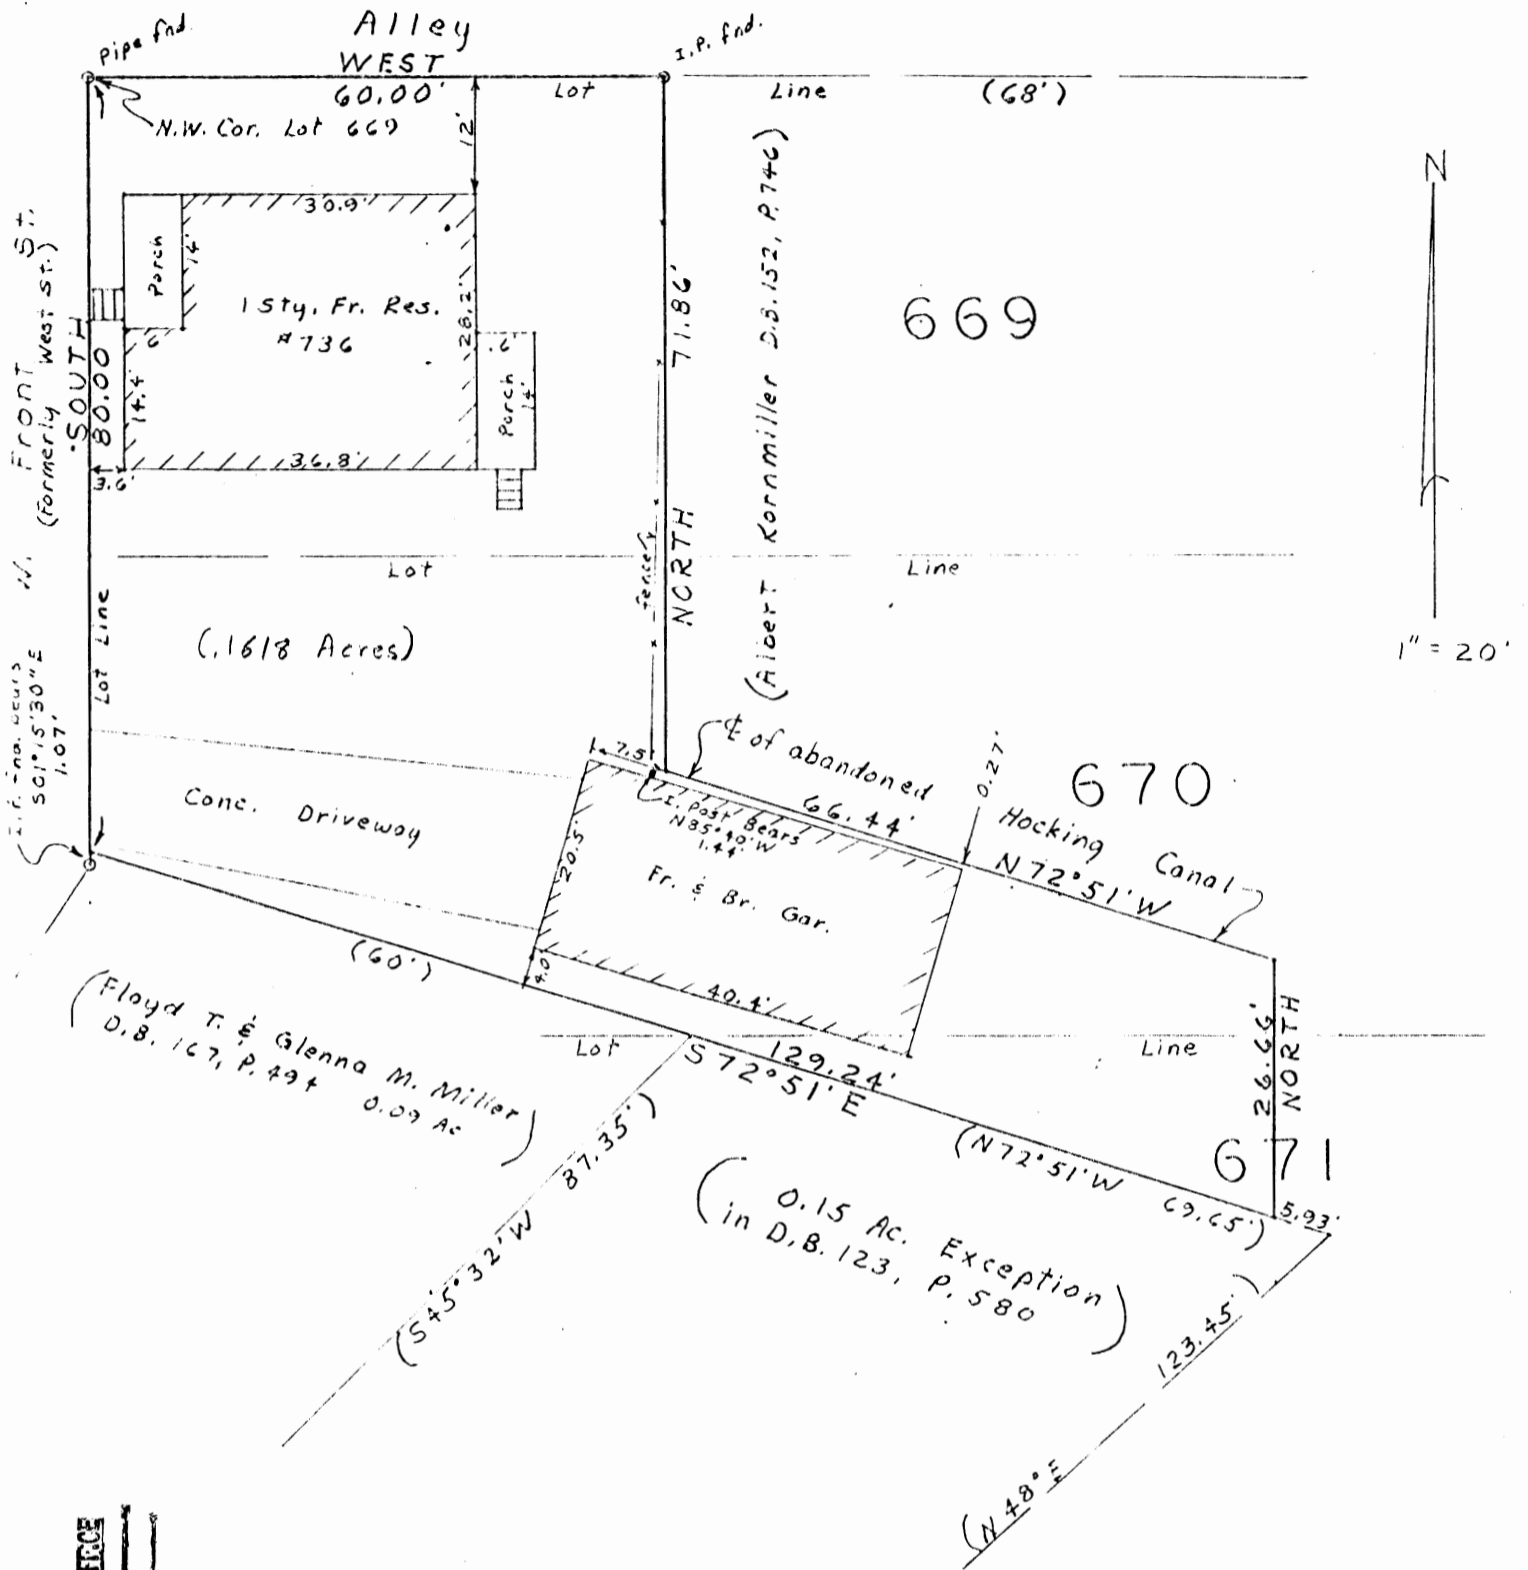 Alley
Pipe fnd.
I.P. fnd.
WEST
60.00'
Lot
Line
(68')
N.W. Cor. Lot 669
12'
N
30.9'
Porch
14'
1 Sty. Fr. Res.
#736
28.2'
6'
14.4'
36.8'
3.6'
6'
Porch
14'
FRONT St.
(Formerly West St.)
N.
SOUTH
80.00
71.86'
NORTH
(Albert Kornmiller D.B. 152, P. 746)
669
Fence
Lot
Line
1" = 20'
Lot Line
(.1618 Acres)
I.P. fnd. bears
S01°15'30"E
1.07'
7.5'
₵ of abandoned
Hocking Canal
66.44'
N72°51'W
0.27'
670
Conc. Driveway
I. Post Bears
N85°40'W
1.44'
20.5'
Fr. & Br. Gar.
4.0'
40.4'
(60')
Lot
Line
129.24'
S72°51'E
26.66'
NORTH
(Floyd T. & Glenna M. Miller
D.B. 167, P. 494 0.09 Ac)
(S45°32'W 87.35')
(N72°51'W 69.65')
671
5.93'
(0.15 Ac. Exception
in D.B. 123, P. 580)
(N48°E 123.45')